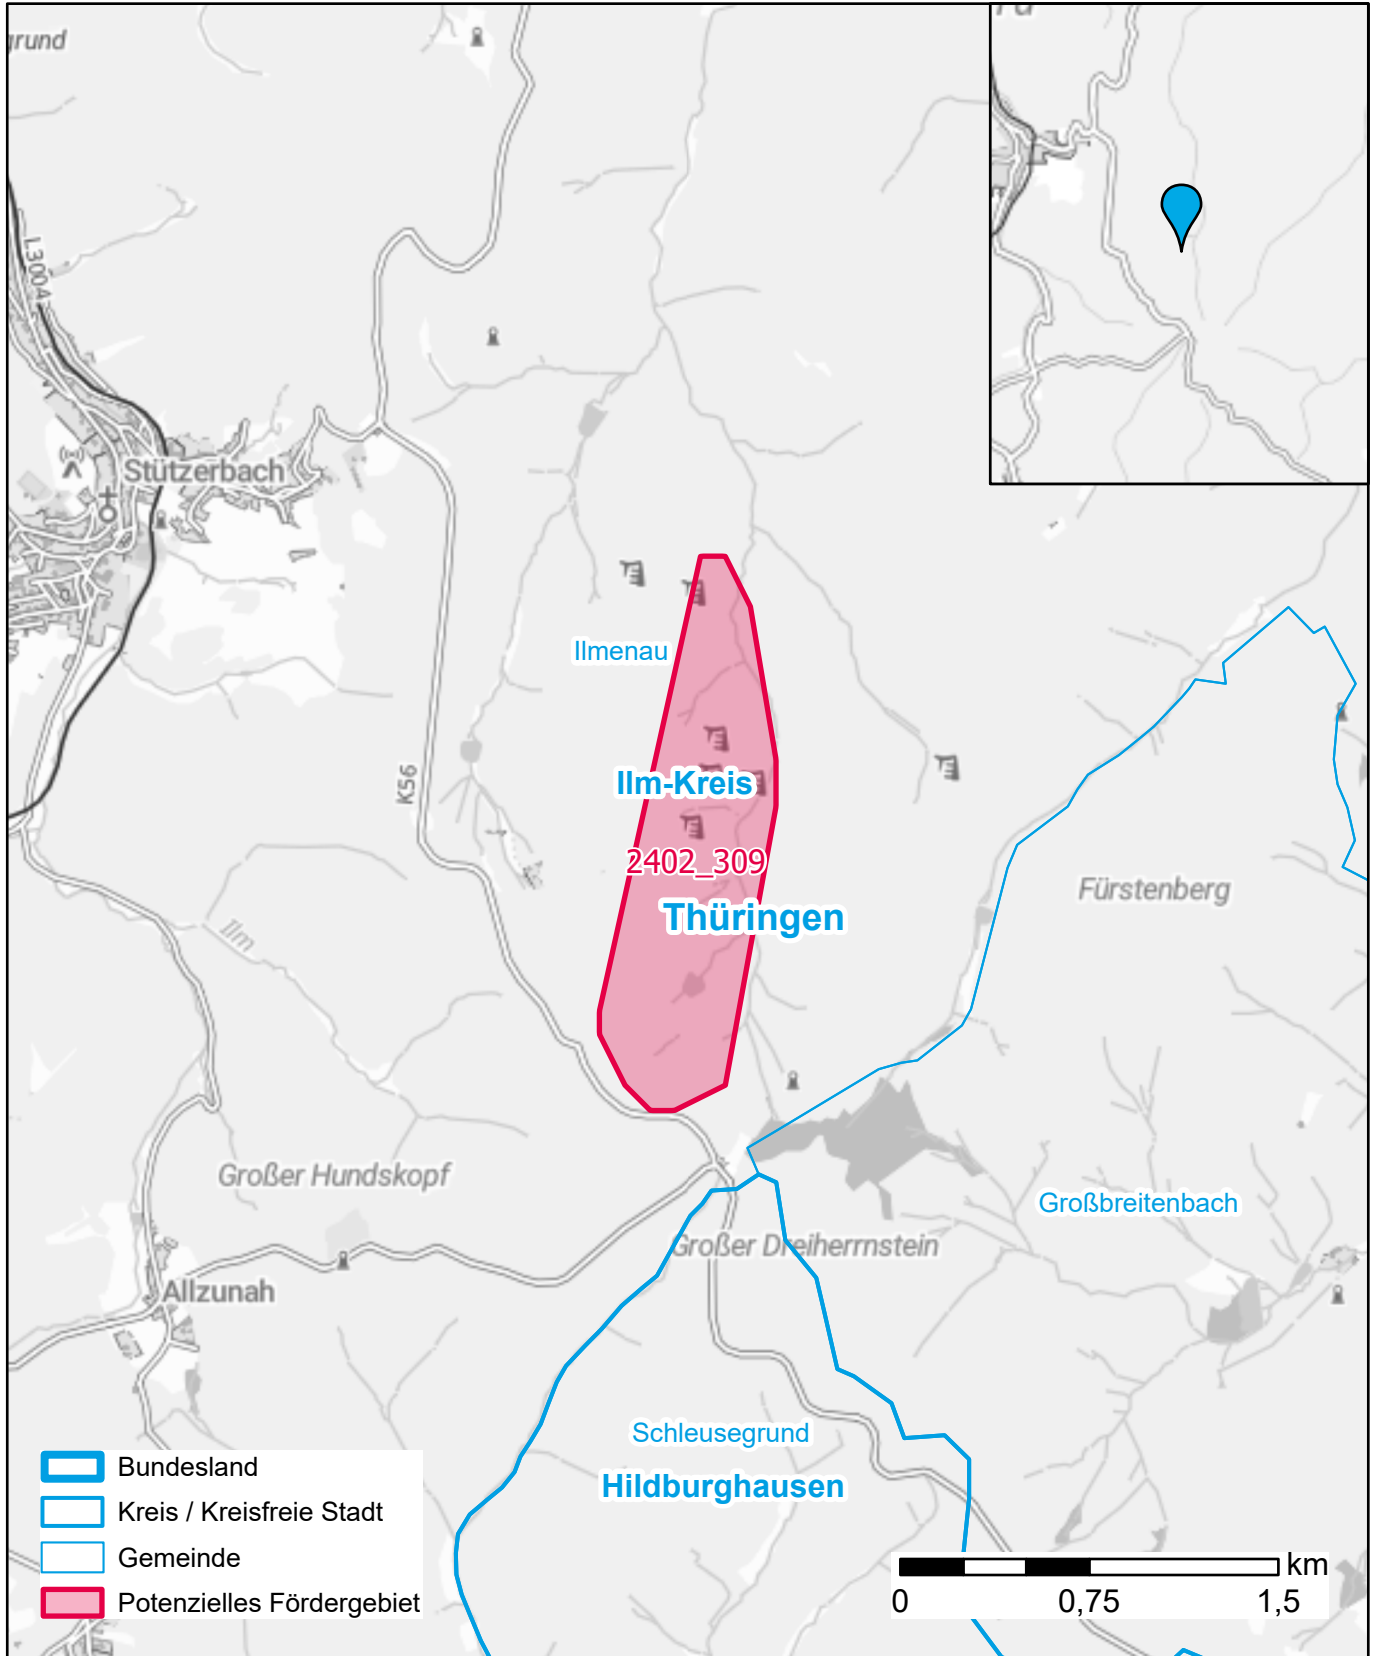 grund
L3004
Stützerbach
Ilmenau
K56
Ilm-Kreis
2402_309
Thüringen
Fürstenberg
Ilm
Großer Hundskopf
Großbreitenbach
Großer Dreiherrnstein
Allzunah
Schleusegrund
Hildburghausen
Bundesland
Kreis / Kreisfreie Stadt
Gemeinde
Potenzielles Fördergebiet
km
0 0,75 1,5